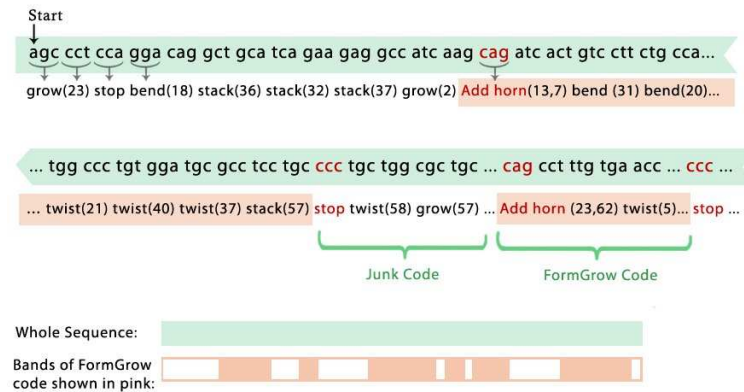 Start
agc cct cca gga cag gct gca tca gaa gag gcc atc aag cag atc act gtc ctt ctg cca...
grow(23) stop bend(18) stack(36) stack(32) stack(37) grow(2) Add horn(13,7) bend (31) bend(20)...
... tgg ccc tgt gga tgc gcc tcc tgc ccc tgc tgg cgc tgc ... cag cct ttg tga acc ... ccc ...
... twist(21) twist(40) twist(37) stack(57) stop twist(58) grow(57) ... Add horn (23,62) twist(5)... stop ...
Junk Code FormGrow Code
Whole Sequence:
Bands of FormGrow
code shown in pink: